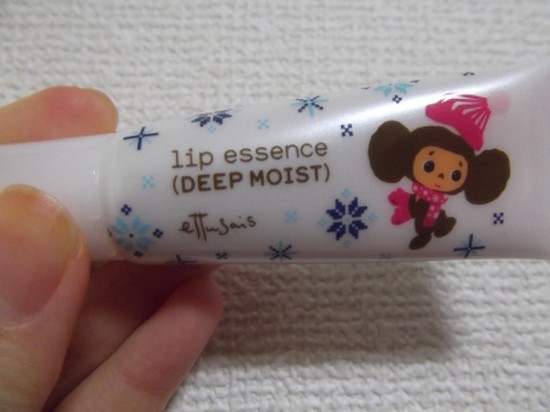 lip essence
(DEEP MOIST)
ettusais